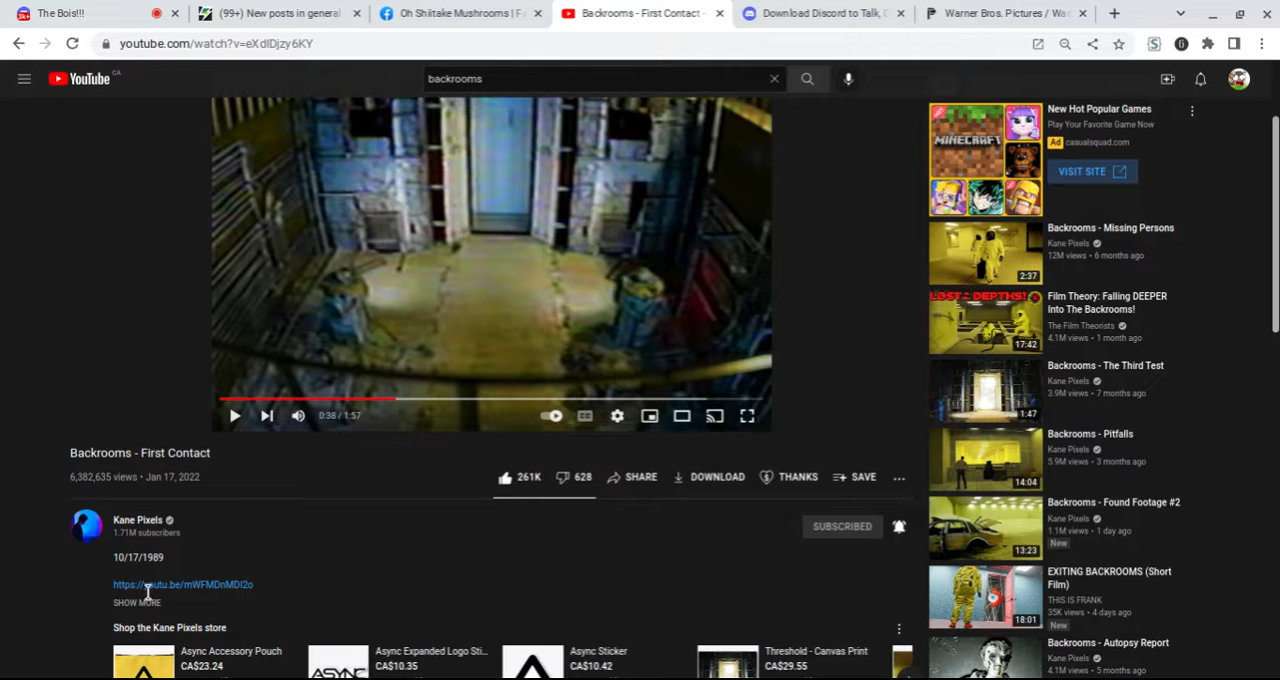 The Bois!!!
(99+) New posts in general
Oh Shiitake Mushrooms | F
Backrooms - First Contact -
Download Discord to Talk, C
Warner Bros. Pictures / Wa
youtube.com/watch?v=eXdIDjzy6KY
YouTube CA
backrooms
New Hot Popular Games
Play Your Favorite Game Now
Ad casualsquad.com
VISIT SITE
MINECRAFT
Backrooms - Missing Persons
Kane Pixels
12M views • 6 months ago
2:37
Film Theory: Falling DEEPER
Into The Backrooms!
The Film Theorists
4.1M views • 1 month ago
17:42
Backrooms - The Third Test
Kane Pixels
3.9M views • 7 months ago
1:47
Backrooms - Pitfalls
Kane Pixels
5.9M views • 3 months ago
14:04
Backrooms - Found Footage #2
Kane Pixels
1.1M views • 1 day ago
New
13:23
EXITING BACKROOMS (Short
Film)
THIS IS FRANK
35K views • 4 days ago
New
18:01
Backrooms - Autopsy Report
Kane Pixels
4.1M views • 5 months ago
0:38 / 1:57
Backrooms - First Contact
6,382,635 views • Jan 17, 2022
261K 628 SHARE DOWNLOAD THANKS SAVE
Kane Pixels
1.71M subscribers
SUBSCRIBED
10/17/1989
https://youtu.be/mWFMDnMDI2o
SHOW MORE
Shop the Kane Pixels store
Async Accessory Pouch
CA$23.24
Async Expanded Logo Sti...
CA$10.35
ASYNC
Async Sticker
CA$10.42
Threshold - Canvas Print
CA$29.55